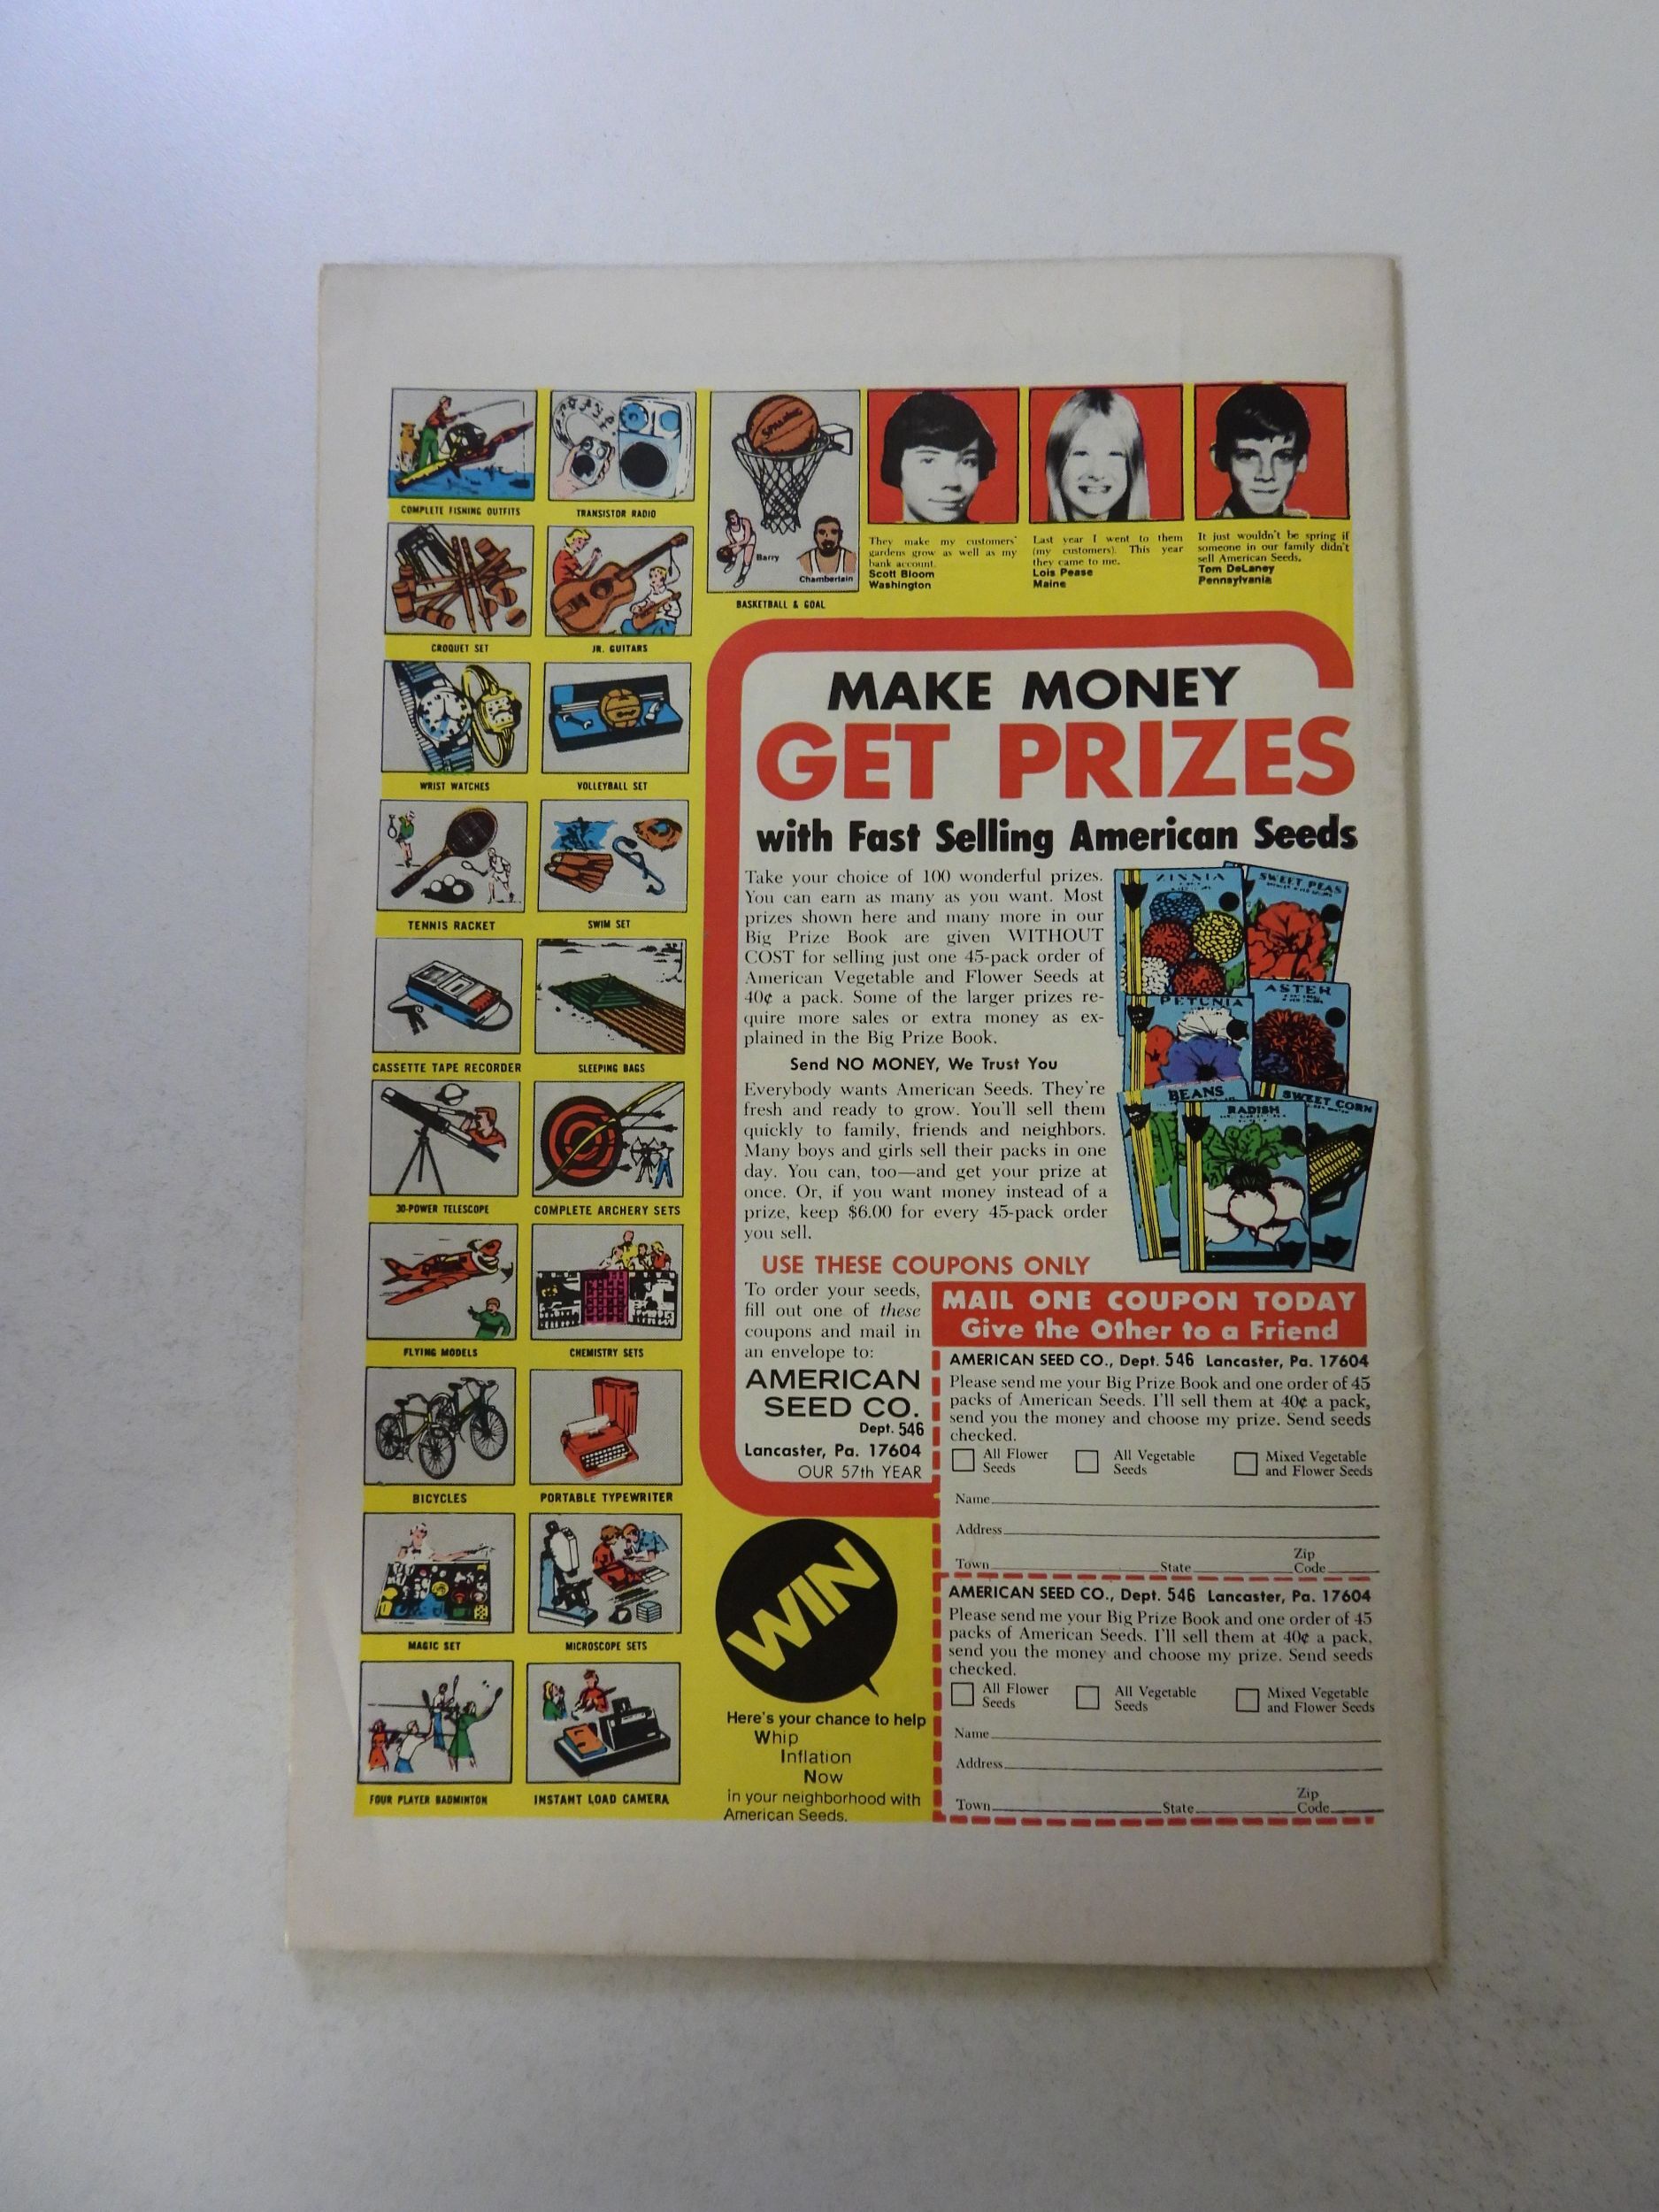 COMPLETE FISHING OUTFITS
TRANSISTOR RADIO
CROQUET SET
JR. GUITARS
WRIST WATCHES
VOLLEYBALL SET
TENNIS RACKET
SWIM SET
CASSETTE TAPE RECORDER
SLEEPING BAGS
30-POWER TELESCOPE
COMPLETE ARCHERY SETS
FLYING MODELS
CHEMISTRY SETS
BICYCLES
PORTABLE TYPEWRITER
MAGIC SET
MICROSCOPE SETS
FOUR PLAYER BADMINTON
INSTANT LOAD CAMERA
SPALDING
Barry
Chamberlain
BASKETBALL & GOAL
They make my customers'
gardens grow as well as my
bank account.
Scott Bloom
Washington
Last year I went to them
(my customers). This year
they came to me.
Lois Pease
Maine
It just wouldn't be spring if
someone in our family didn't
sell American Seeds.
Tom DeLaney
Pennsylvania
MAKE MONEY
GET PRIZES
with Fast Selling American Seeds
Take your choice of 100 wonderful prizes.
You can earn as many as you want. Most
prizes shown here and many more in our
Big Prize Book are given WITHOUT
COST for selling just one 45-pack order of
American Vegetable and Flower Seeds at
40¢ a pack. Some of the larger prizes re-
quire more sales or extra money as ex-
plained in the Big Prize Book.
Send NO MONEY, We Trust You
Everybody wants American Seeds. They're
fresh and ready to grow. You'll sell them
quickly to family, friends and neighbors.
Many boys and girls sell their packs in one
day. You can, too—and get your prize at
once. Or, if you want money instead of a
prize, keep $6.00 for every 45-pack order
you sell.
ZINNIA
SWEET PEAS
PETUNIA
ASTER
BEANS
RADISH
SWEET CORN
USE THESE COUPONS ONLY
To order your seeds,
fill out one of these
coupons and mail in
an envelope to:
AMERICAN
SEED CO.
Dept. 546
Lancaster, Pa. 17604
OUR 57th YEAR
MAIL ONE COUPON TODAY
Give the Other to a Friend
AMERICAN SEED CO., Dept. 546 Lancaster, Pa. 17604
Please send me your Big Prize Book and one order of 45
packs of American Seeds. I'll sell them at 40¢ a pack,
send you the money and choose my prize. Send seeds
checked.
All Flower Seeds
All Vegetable Seeds
Mixed Vegetable and Flower Seeds
Name
Address
Town State Zip Code
AMERICAN SEED CO., Dept. 546 Lancaster, Pa. 17604
Please send me your Big Prize Book and one order of 45
packs of American Seeds. I'll sell them at 40¢ a pack,
send you the money and choose my prize. Send seeds
checked.
All Flower Seeds
All Vegetable Seeds
Mixed Vegetable and Flower Seeds
Name
Address
Town State Zip Code
WIN
Here's your chance to help
Whip
Inflation
Now
in your neighborhood with
American Seeds.